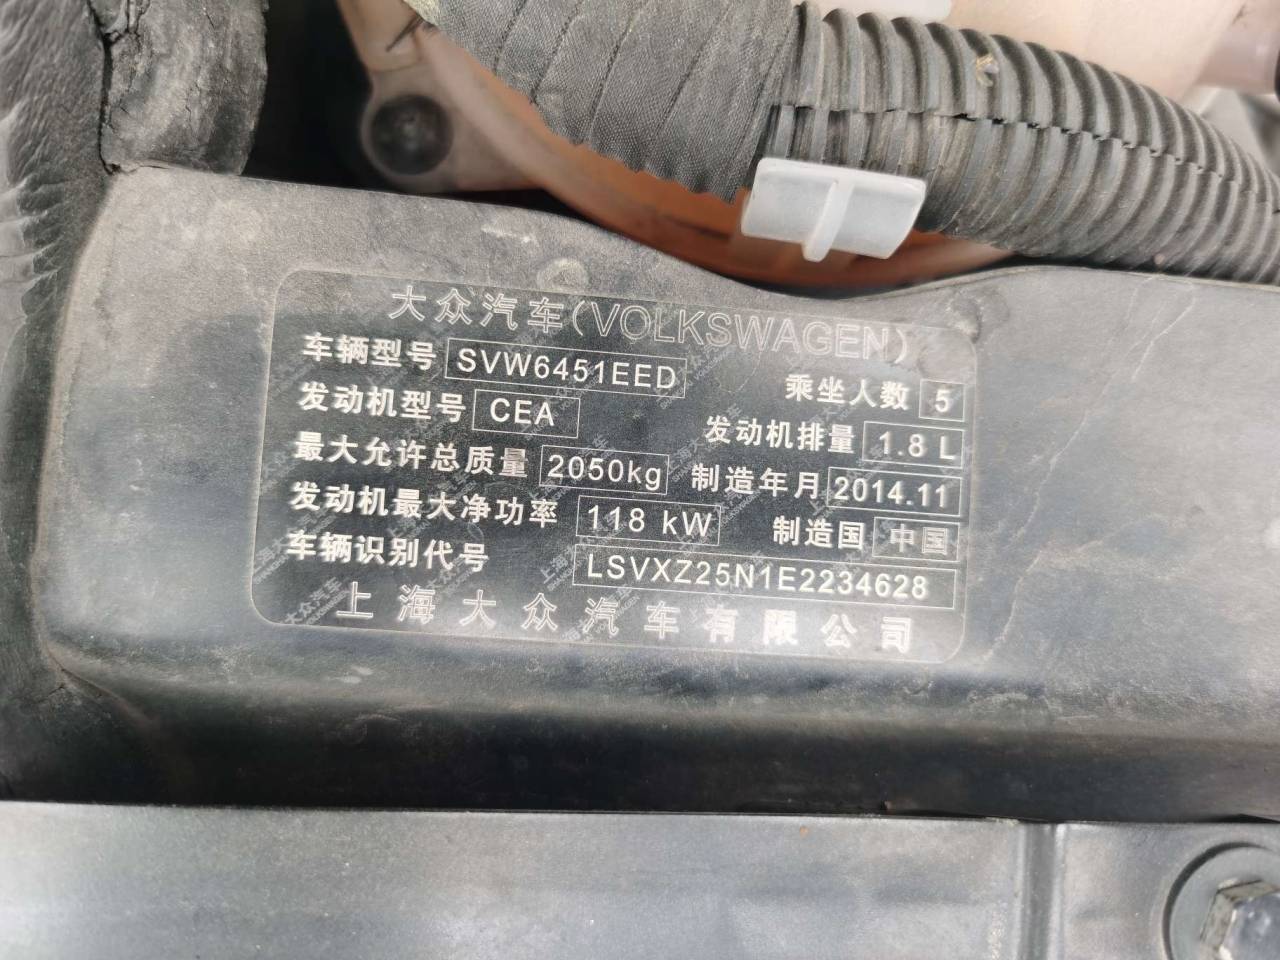 大众汽车(VOLKSWAGEN)
车辆型号 SVW6451EED 乘坐人数 5
发动机型号 CEA 发动机排量 1.8 L
最大允许总质量 2050kg 制造年月 2014.11
发动机最大净功率 118 kW 制造国 中国
车辆识别代号 LSVXZ25N1E2234628
上海大众汽车有限公司